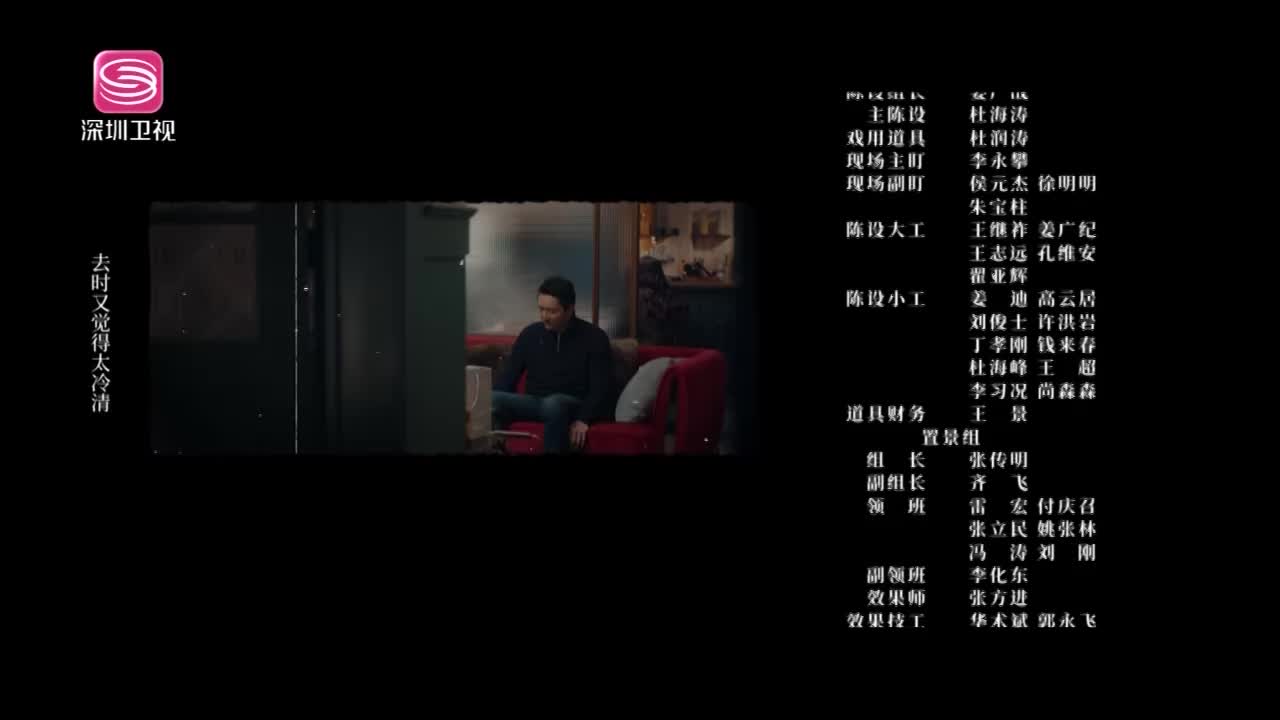 深圳卫视
去时又觉得太冷清
主陈设 杜海涛
戏用道具 杜润涛
现场主盯 李永攀
现场副盯 侯元杰 徐明明
朱宝柱
陈设大工 王继祚 姜广纪
王志远 孔维安
翟亚辉
陈设小工 姜 迪 高云居
刘俊士 许洪岩
丁孝刚 钱来春
杜海峰 王 超
李习况 尚森森
道具财务 王 景
置景组
组 长 张传明
副组长 齐 飞
领 班 雷 宏 付庆召
张立民 姚张林
冯 涛 刘 刚
副领班 李化东
效果师 张方进
效果技工 华术斌 郭永飞